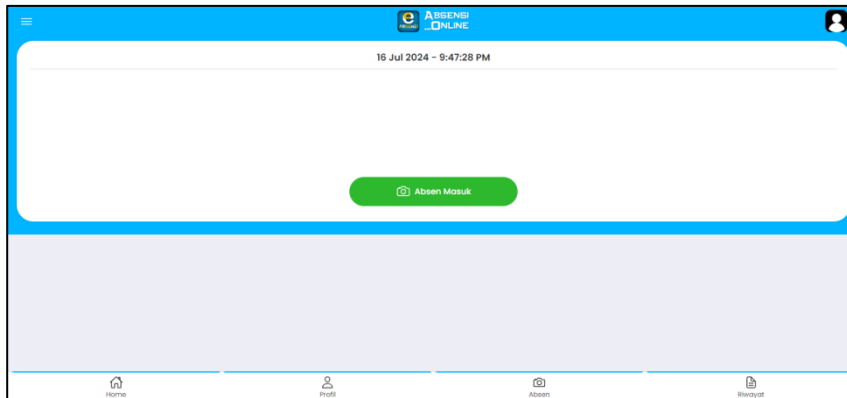 ABSENSI
...ONLINE
16 Jul 2024 - 9:47:28 PM
Absen Masuk
Home
Profil
Absen
Riwayat